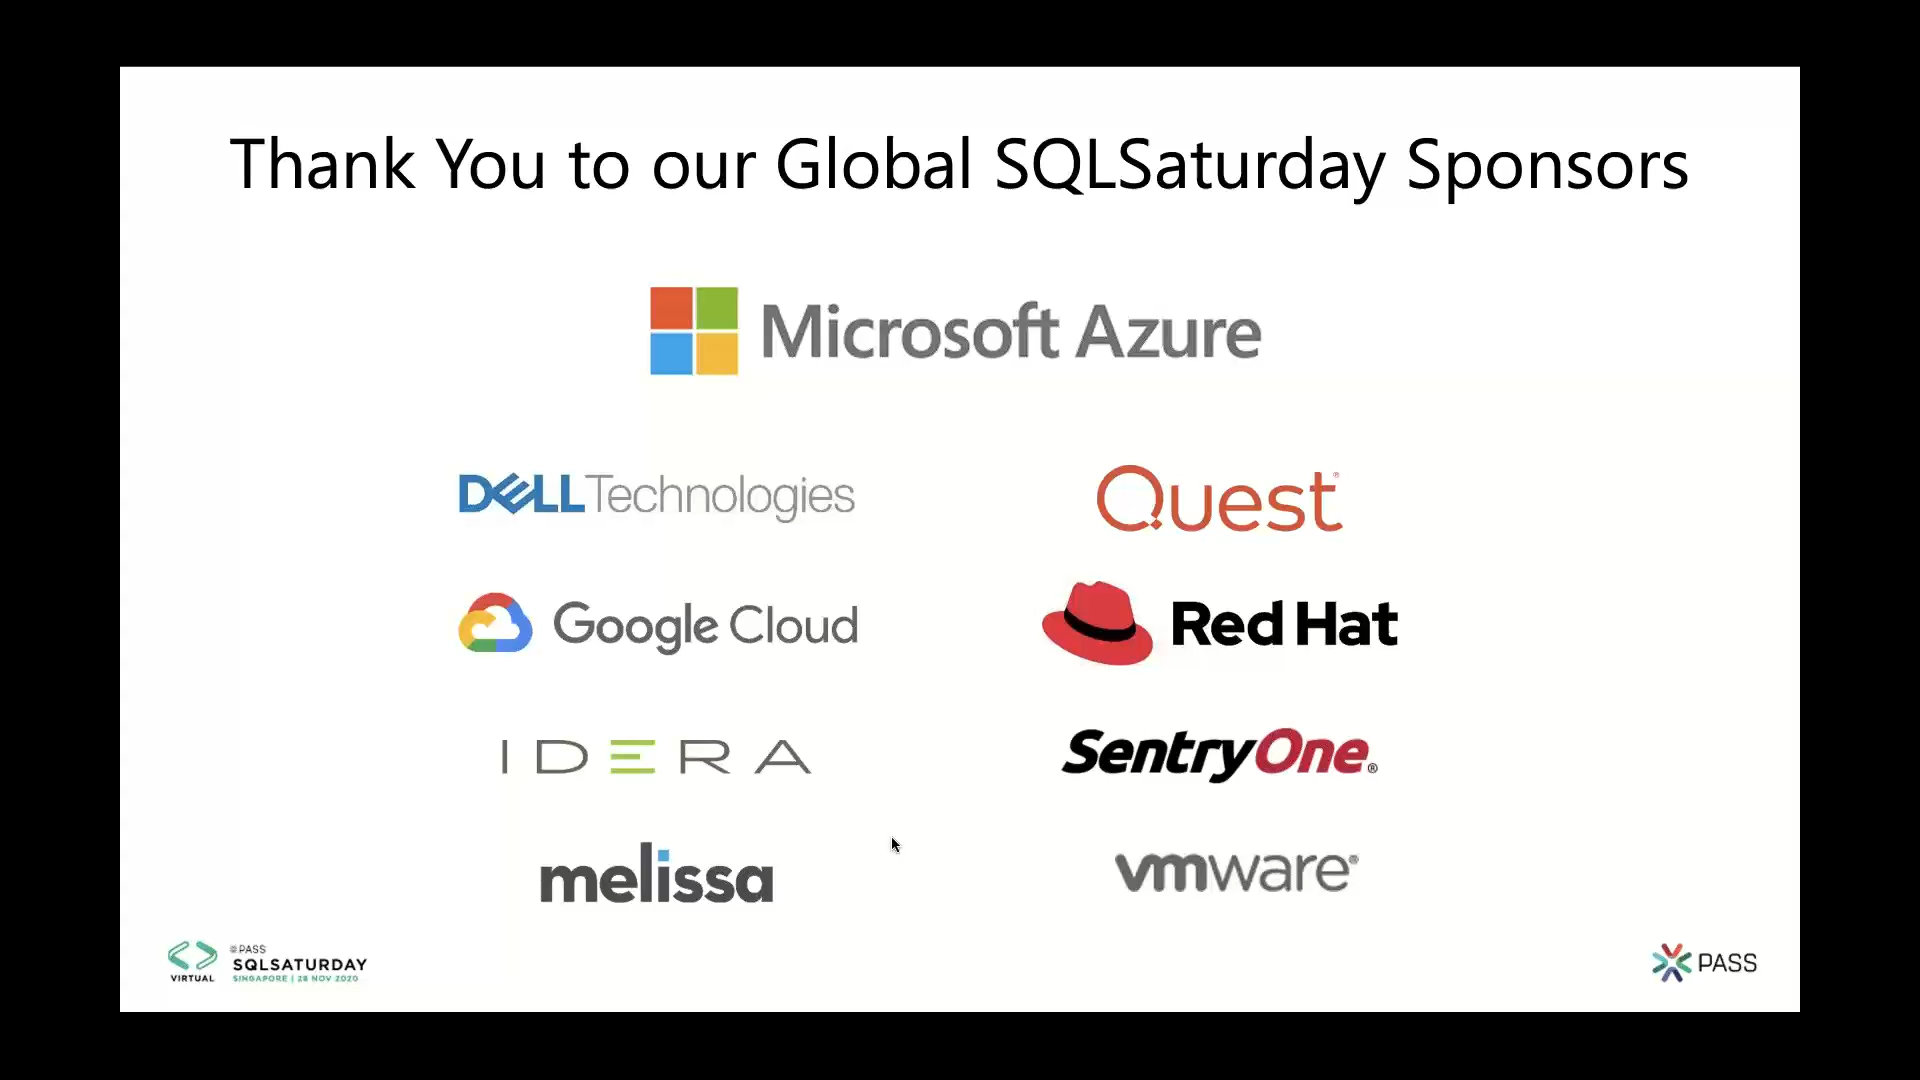 Thank You to our Global SQLSaturday Sponsors
Microsoft Azure
DELL Technologies
Quest
Google Cloud
Red Hat
IDERA
SentryOne®
melissa
vmware®
PASS
SQLSATURDAY
VIRTUAL
SINGAPORE | 28 NOV 2020
PASS